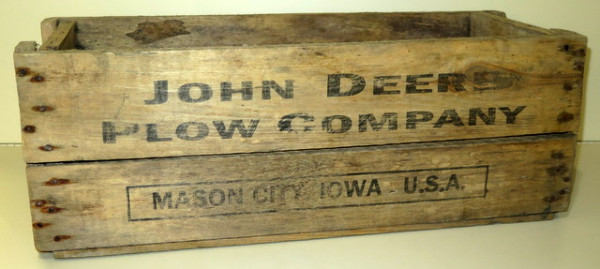 JOHN DEERE
PLOW COMPANY
MASON CITY, IOWA - U.S.A.